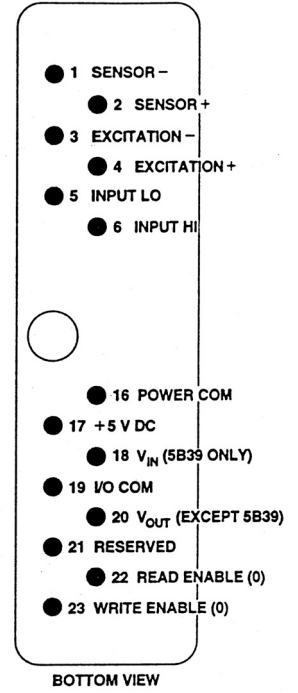 1 SENSOR –
2 SENSOR +
3 EXCITATION –
4 EXCITATION +
5 INPUT LO
6 INPUT HI
16 POWER COM
17 +5 V DC
18 VIN (5B39 ONLY)
19 I/O COM
20 VOUT (EXCEPT 5B39)
21 RESERVED
22 READ ENABLE (0)
23 WRITE ENABLE (0)
BOTTOM VIEW